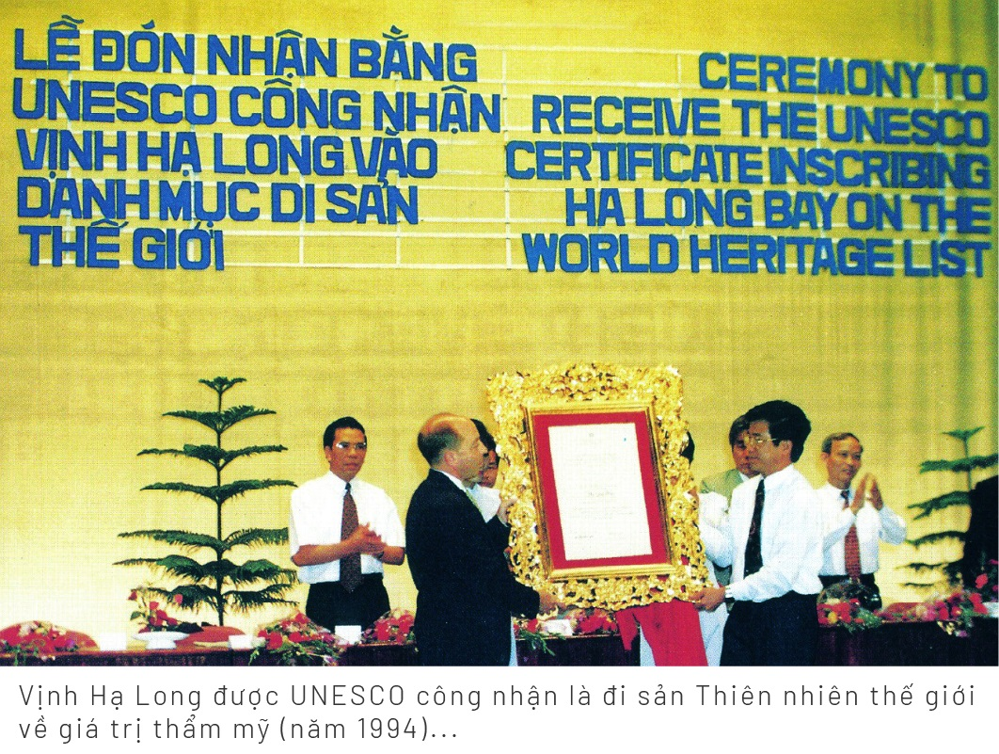 LỄ ĐÓN NHẬN BẰNG
UNESCO CÔNG NHẬN
VỊNH HẠ LONG VÀO
DANH MỤC DI SẢN
THẾ GIỚI
CEREMONY TO
RECEIVE THE UNESCO
CERTIFICATE INSCRIBING
HA LONG BAY ON THE
WORLD HERITAGE LIST
Vịnh Hạ Long được UNESCO công nhận là đi sản Thiên nhiên thế giới
về giá trị thẩm mỹ (năm 1994)...